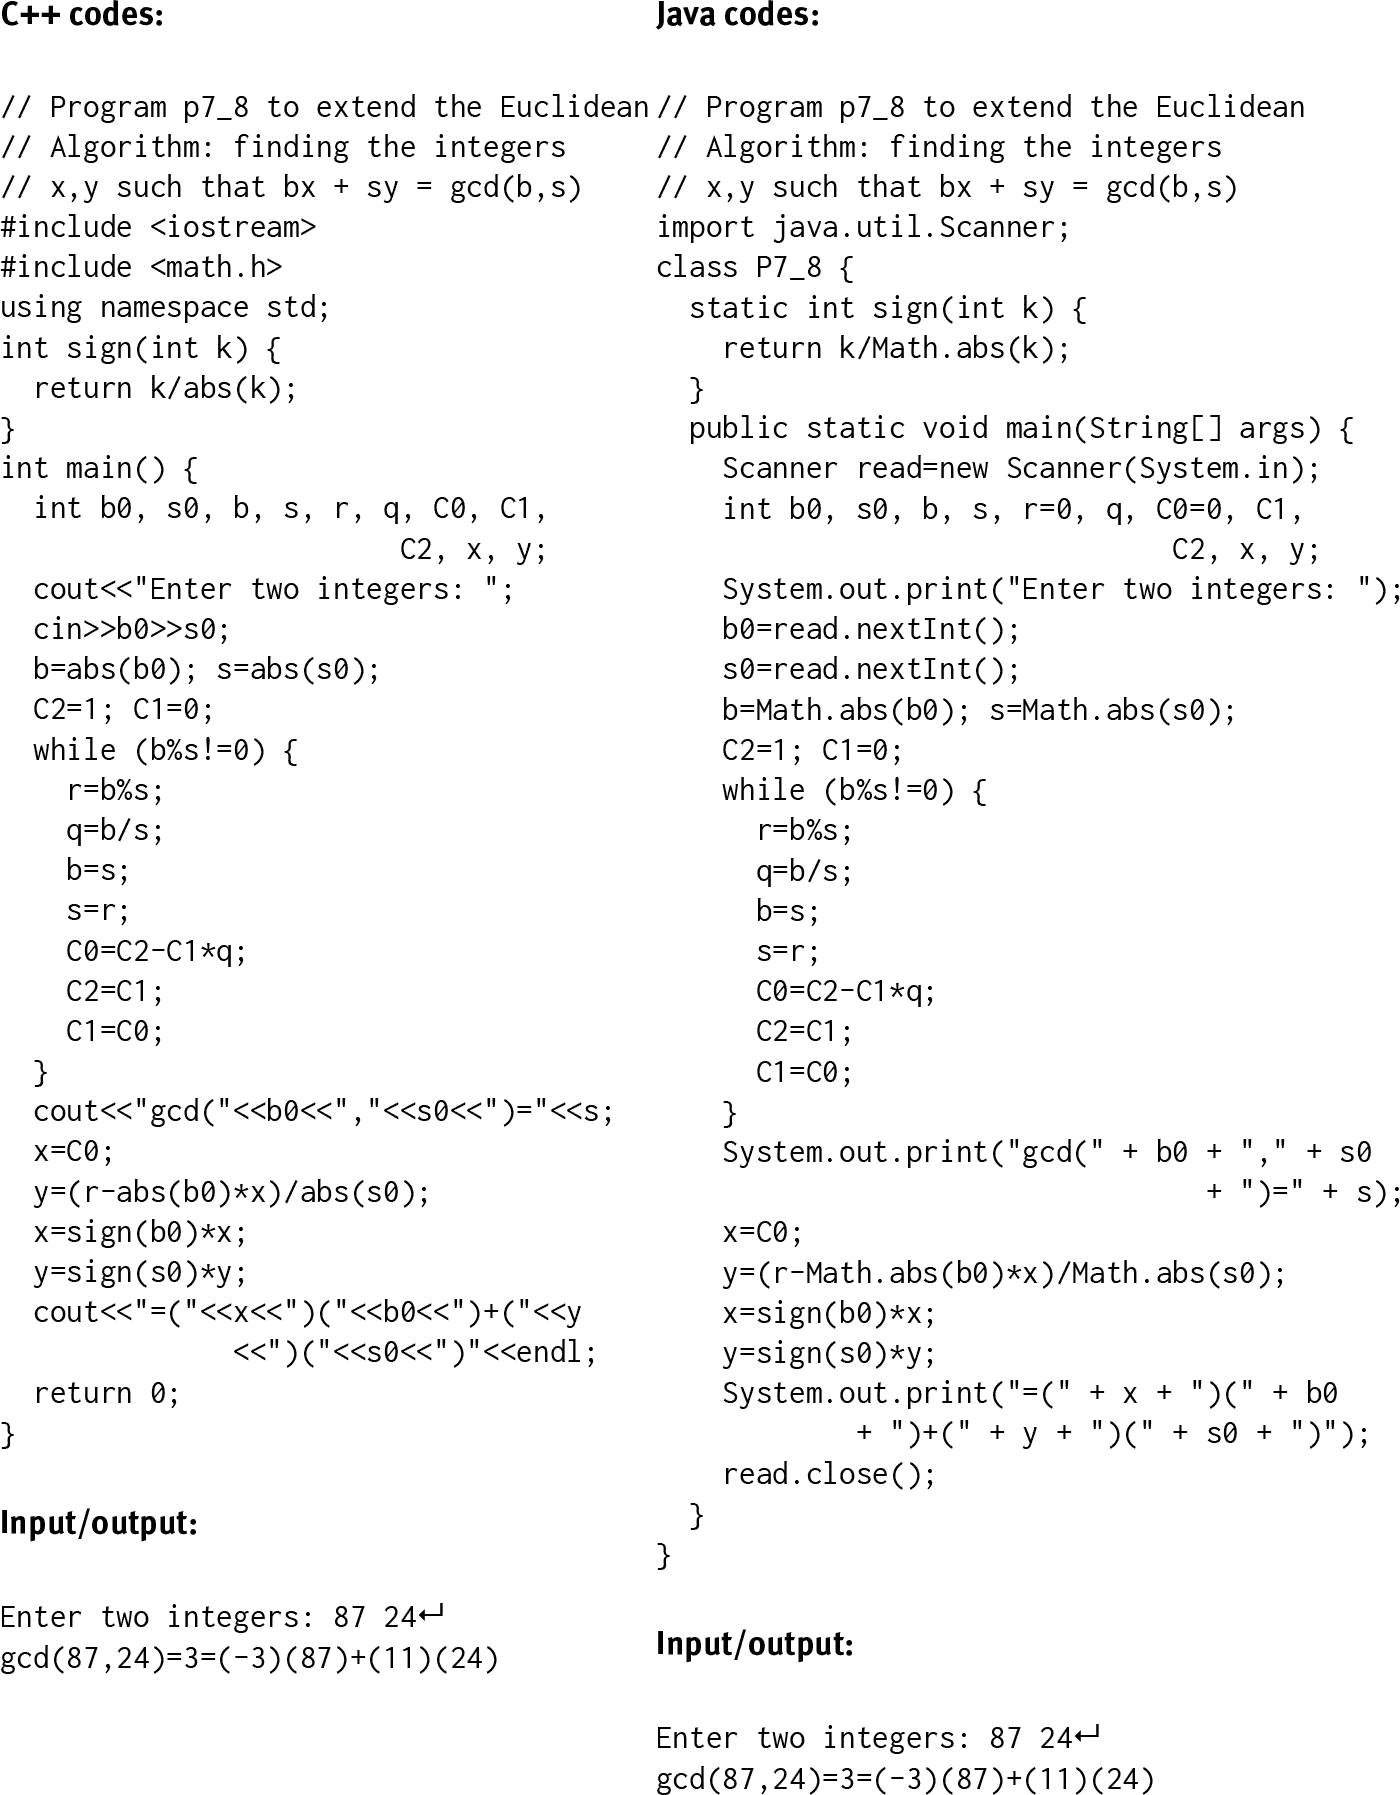 C++ codes:
// Program p7_8 to extend the Euclidean
// Algorithm: finding the integers
// x,y such that bx + sy = gcd(b,s)
#include <iostream>
#include <math.h>
using namespace std;
int sign(int k) {
  return k/abs(k);
}
int main() {
  int b0, s0, b, s, r, q, C0, C1,
                        C2, x, y;
  cout<<"Enter two integers: ";
  cin>>b0>>s0;
  b=abs(b0); s=abs(s0);
  C2=1; C1=0;
  while (b%s!=0) {
    r=b%s;
    q=b/s;
    b=s;
    s=r;
    C0=C2-C1*q;
    C2=C1;
    C1=C0;
  }
  cout<<"gcd("<<b0<<","<<s0<<")="<<s;
  x=C0;
  y=(r-abs(b0)*x)/abs(s0);
  x=sign(b0)*x;
  y=sign(s0)*y;
  cout<<"=("<<x<<")("<<b0<<")+("<<y
              <<")("<<s0<<")"<<endl;
  return 0;
}
Input/output:
Enter two integers: 87 24↵
gcd(87,24)=3=(-3)(87)+(11)(24)
Java codes:
// Program p7_8 to extend the Euclidean
// Algorithm: finding the integers
// x,y such that bx + sy = gcd(b,s)
import java.util.Scanner;
class P7_8 {
  static int sign(int k) {
    return k/Math.abs(k);
  }
  public static void main(String[] args) {
    Scanner read=new Scanner(System.in);
    int b0, s0, b, s, r=0, q, C0=0, C1,
                               C2, x, y;
    System.out.print("Enter two integers: ");
    b0=read.nextInt();
    s0=read.nextInt();
    b=Math.abs(b0); s=Math.abs(s0);
    C2=1; C1=0;
    while (b%s!=0) {
      r=b%s;
      q=b/s;
      b=s;
      s=r;
      C0=C2-C1*q;
      C2=C1;
      C1=C0;
    }
    System.out.print("gcd(" + b0 + "," + s0
                                 + ")=" + s);
    x=C0;
    y=(r-Math.abs(b0)*x)/Math.abs(s0);
    x=sign(b0)*x;
    y=sign(s0)*y;
    System.out.print("=(" + x + ")(" + b0
            + ")+(" + y + ")(" + s0 + ")");
    read.close();
  }
}
Input/output:
Enter two integers: 87 24↵
gcd(87,24)=3=(-3)(87)+(11)(24)